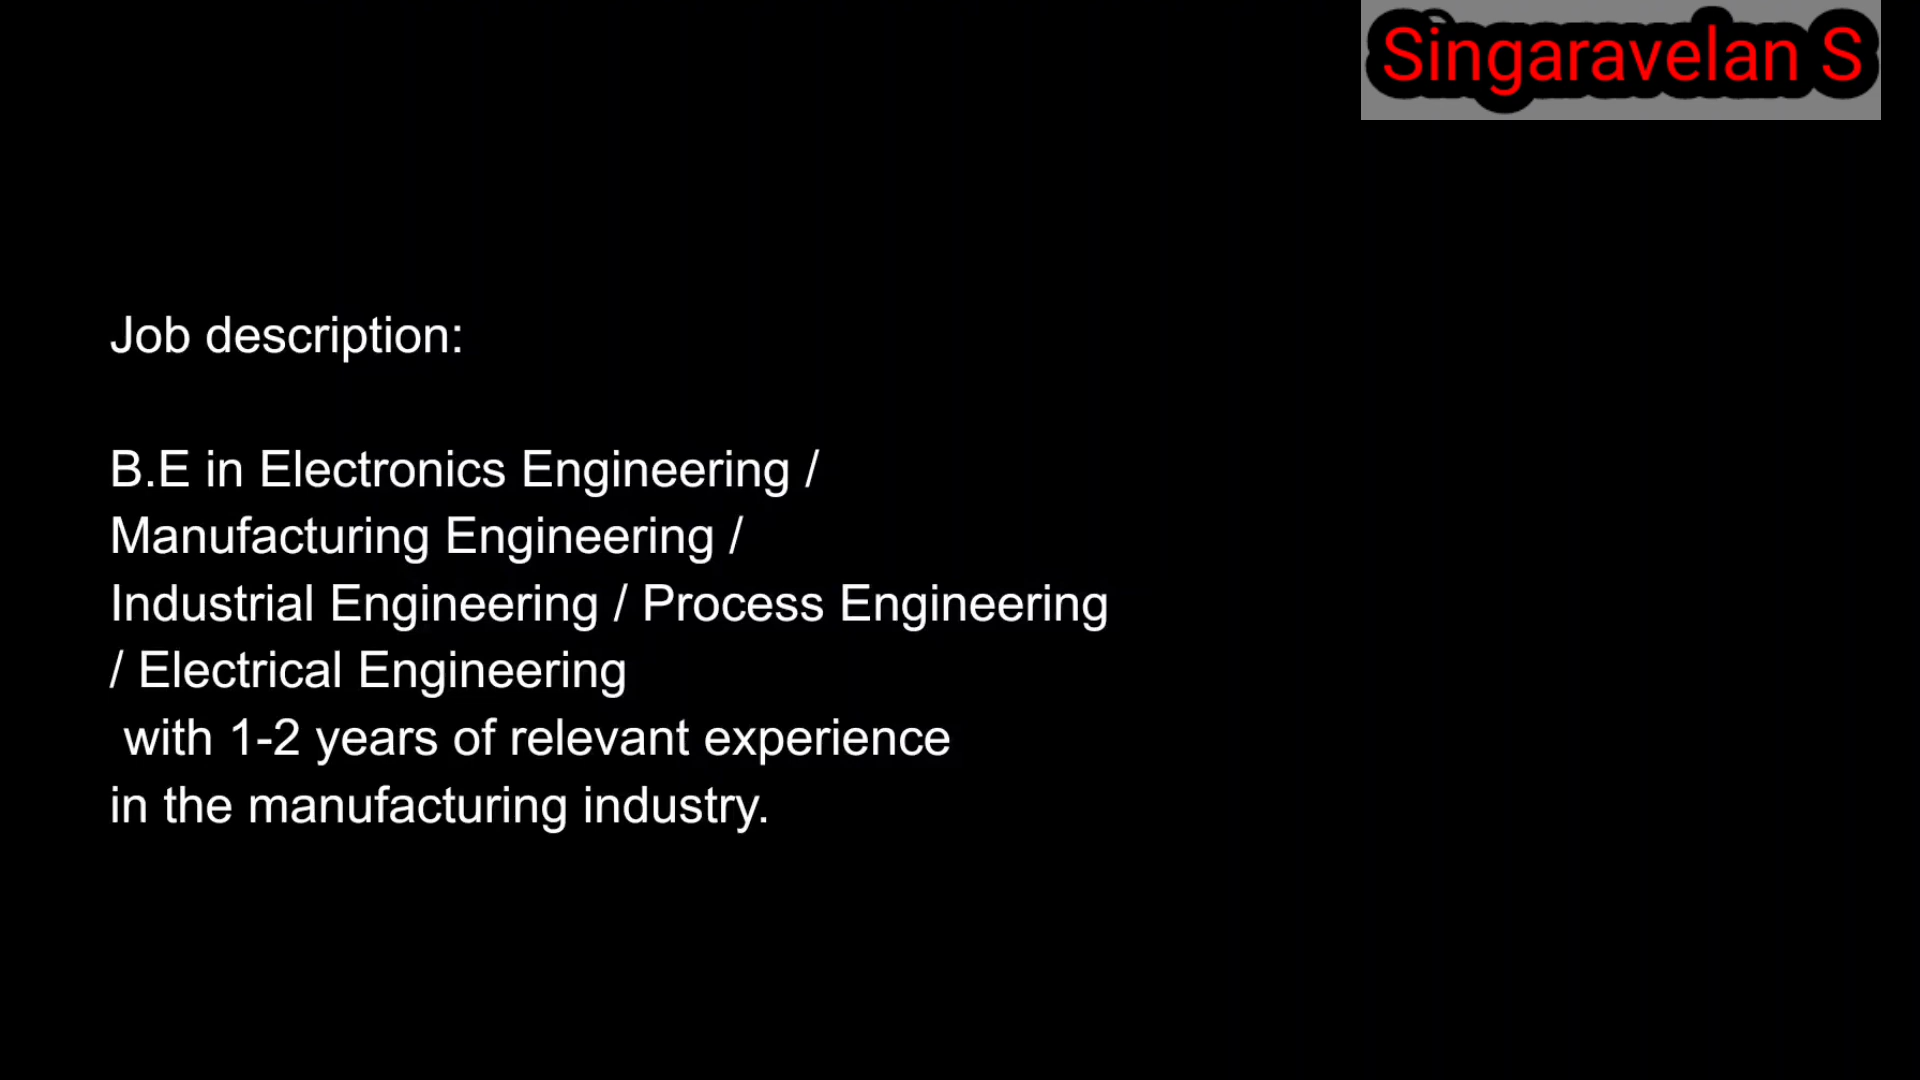 Singaravelan S
Job description:
B.E in Electronics Engineering /
Manufacturing Engineering /
Industrial Engineering / Process Engineering
/ Electrical Engineering
with 1-2 years of relevant experience
in the manufacturing industry.